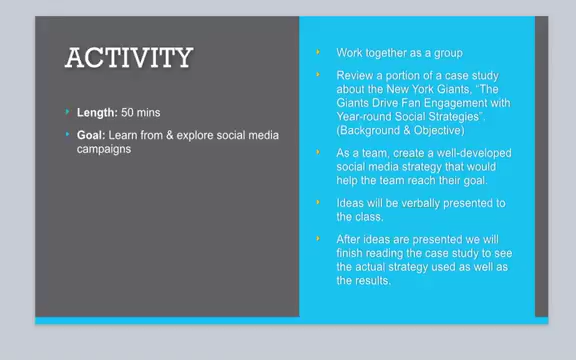 ACTIVITY
Length: 50 mins
Goal: Learn from & explore social media
campaigns
Work together as a group
Review a portion of a case study
about the New York Giants, “The
Giants Drive Fan Engagement with
Year-round Social Strategies”.
(Background & Objective)
As a team, create a well-developed
social media strategy that would
help the team reach their goal.
Ideas will be verbally presented to
the class.
After ideas are presented we will
finish reading the case study to see
the actual strategy used as well as
the results.